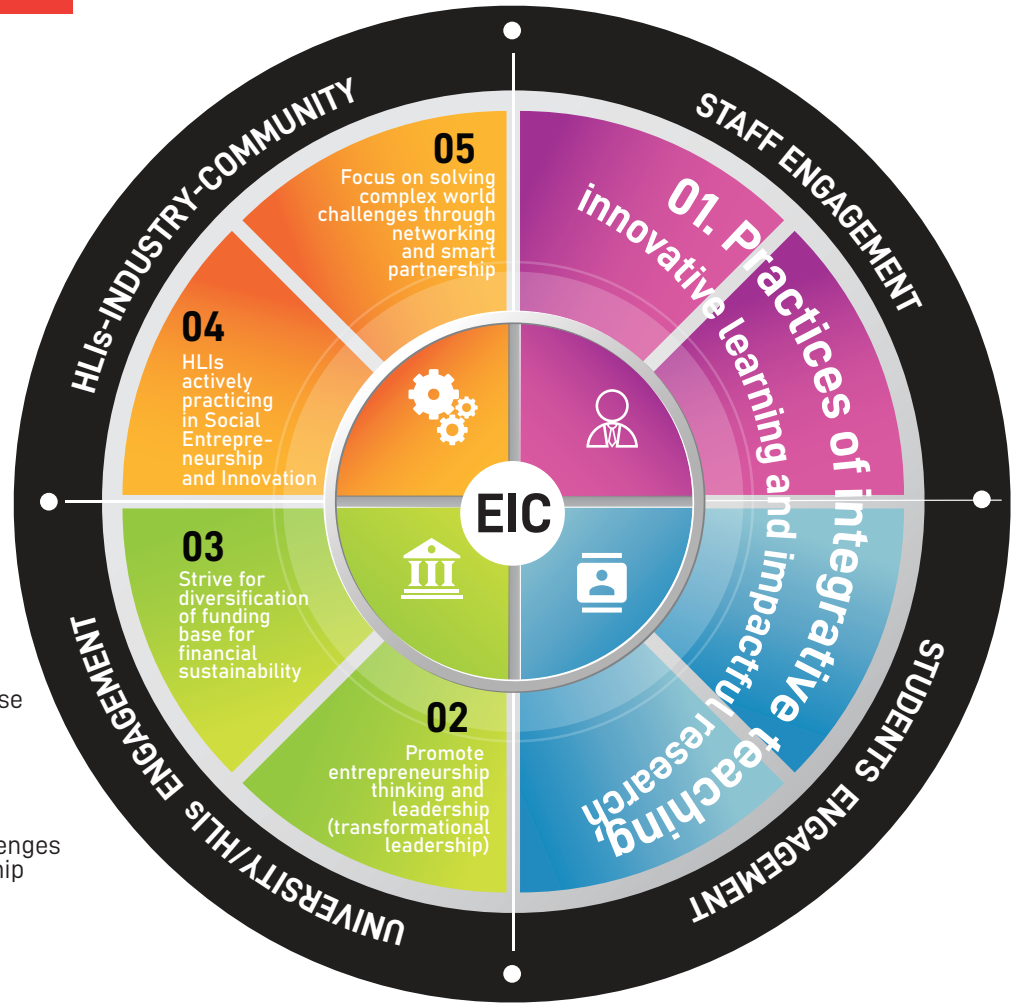 HLIs-INDUSTRY-COMMUNITY
STAFF ENGAGEMENT
05
Focus on solving
complex world
challenges through
networking
and smart
partnership
01. Practices of integrative teaching,
innovative learning and impactful research
04
HLIs
actively
practicing
in Social
Entrepre-
neurship
and Innovation
EIC
03
Strive for
diversification
of funding
base for
financial
sustainability
02
Promote
entrepreneurship
thinking and
leadership
(transformational
leadership)
UNIVERSITY/HLIs ENGAGEMENT
STUDENTS ENGAGEMENT